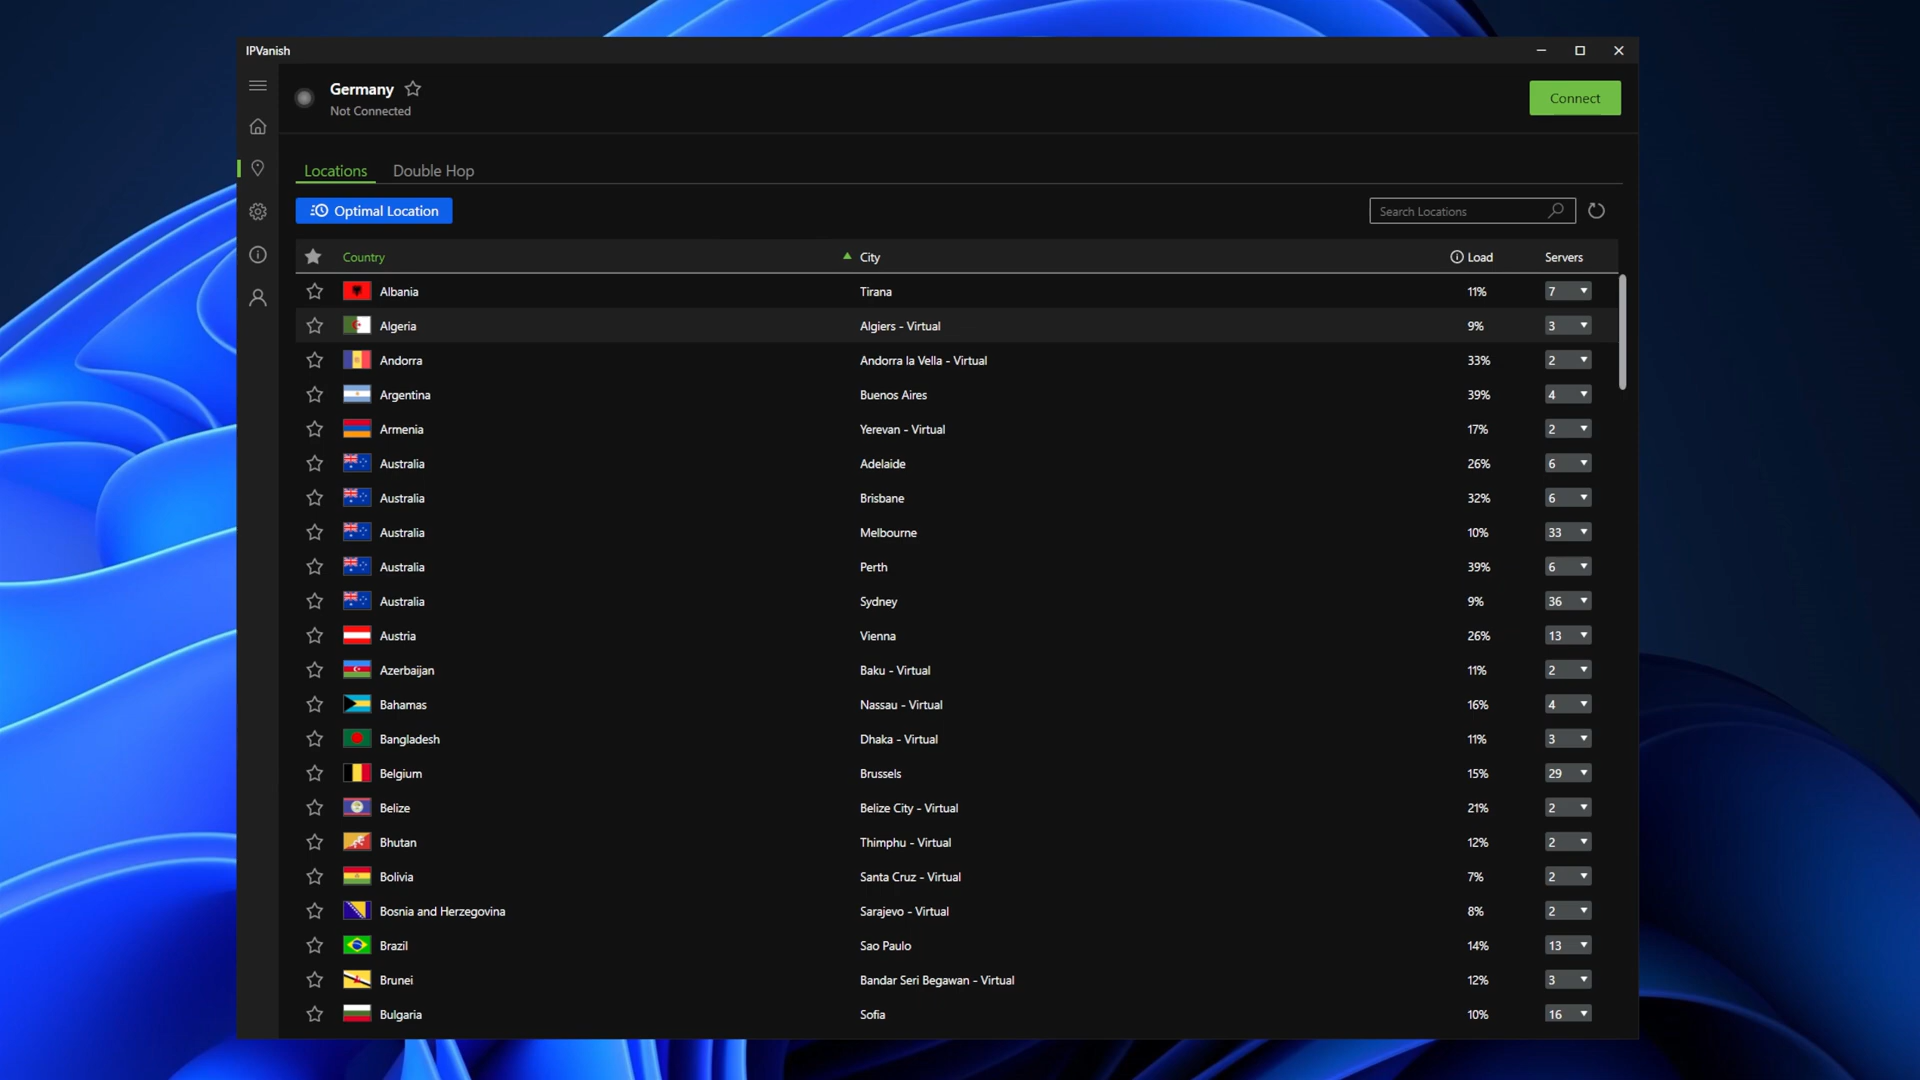 IPVanish
Germany
Not Connected
Connect
Locations Double Hop
Optimal Location
Search Locations
Country City Load Servers
Albania Tirana 11% 7
Algeria Algiers - Virtual 9% 3
Andorra Andorra la Vella - Virtual 33% 2
Argentina Buenos Aires 39% 4
Armenia Yerevan - Virtual 17% 2
Australia Adelaide 26% 6
Australia Brisbane 32% 6
Australia Melbourne 10% 33
Australia Perth 39% 6
Australia Sydney 9% 36
Austria Vienna 26% 13
Azerbaijan Baku - Virtual 11% 2
Bahamas Nassau - Virtual 16% 4
Bangladesh Dhaka - Virtual 11% 3
Belgium Brussels 15% 29
Belize Belize City - Virtual 21% 2
Bhutan Thimphu - Virtual 12% 2
Bolivia Santa Cruz - Virtual 7% 2
Bosnia and Herzegovina Sarajevo - Virtual 8% 2
Brazil Sao Paulo 14% 13
Brunei Bandar Seri Begawan - Virtual 12% 3
Bulgaria Sofia 10% 16